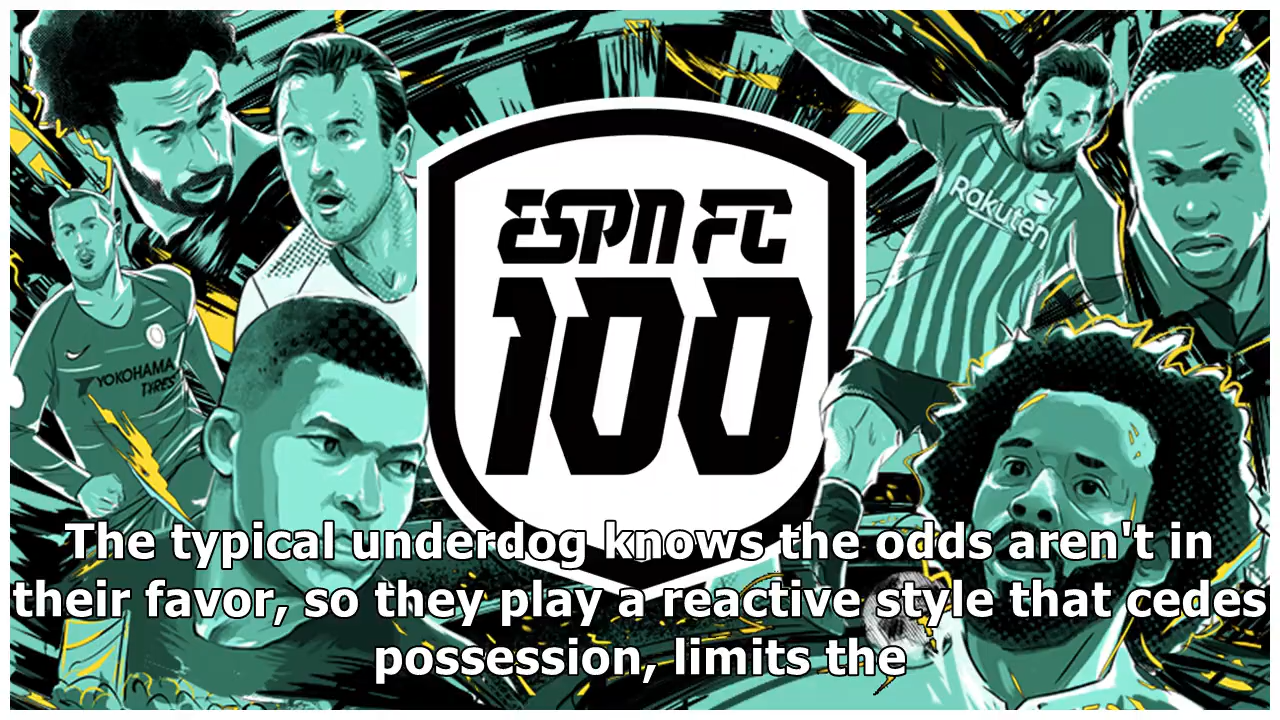 ESPN FC
100
Rakuten
YOKOHAMA
TYRES
The typical underdog knows the odds aren't in
their favor, so they play a reactive style that cedes
possession, limits the